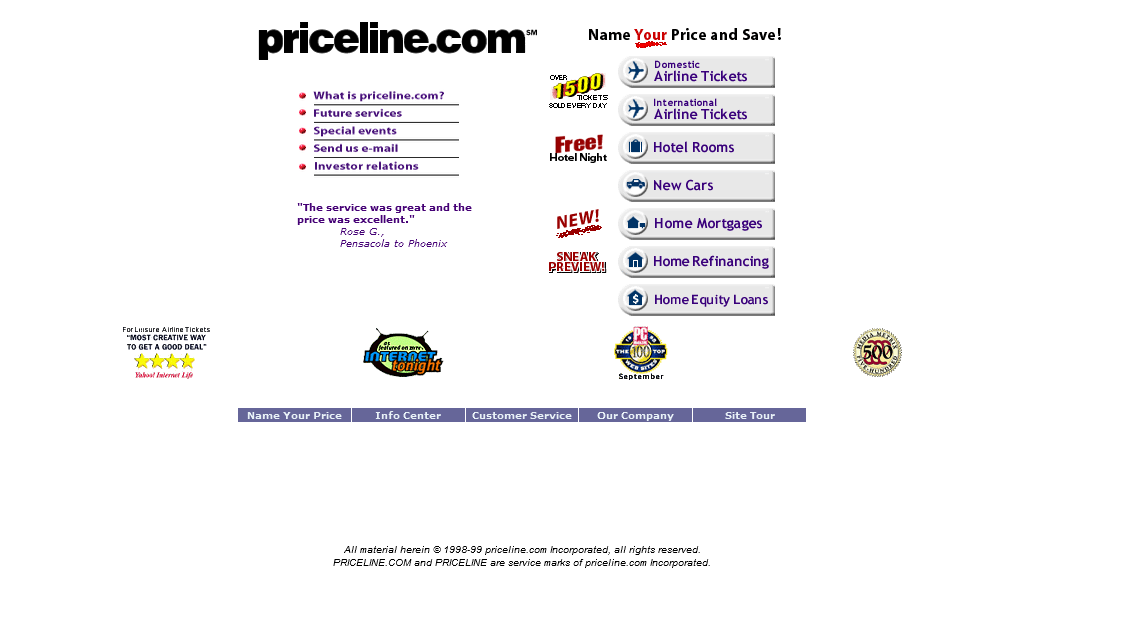 priceline.com℠
Name Your Price and Save!
What is priceline.com?
Future services
Special events
Send us e-mail
Investor relations
"The service was great and the
price was excellent."
Rose G.,
Pensacola to Phoenix
OVER
1500
TICKETS
SOLD EVERY DAY
Domestic
Airline Tickets
International
Airline Tickets
Free!
Hotel Night
Hotel Rooms
New Cars
NEW!
Home Mortgages
SNEAK
PREVIEW!
Home Refinancing
Home Equity Loans
For Leisure Airline Tickets
"MOST CREATIVE WAY
TO GET A GOOD DEAL"
Yahoo! Internet Life
as
featured on
INTERNET
tonight
PC
THE 100 TOP
WEB SITES
September
500
Name Your Price
Info Center
Customer Service
Our Company
Site Tour
All material herein © 1998-99 priceline.com Incorporated, all rights reserved.
PRICELINE.COM and PRICELINE are service marks of priceline.com Incorporated.